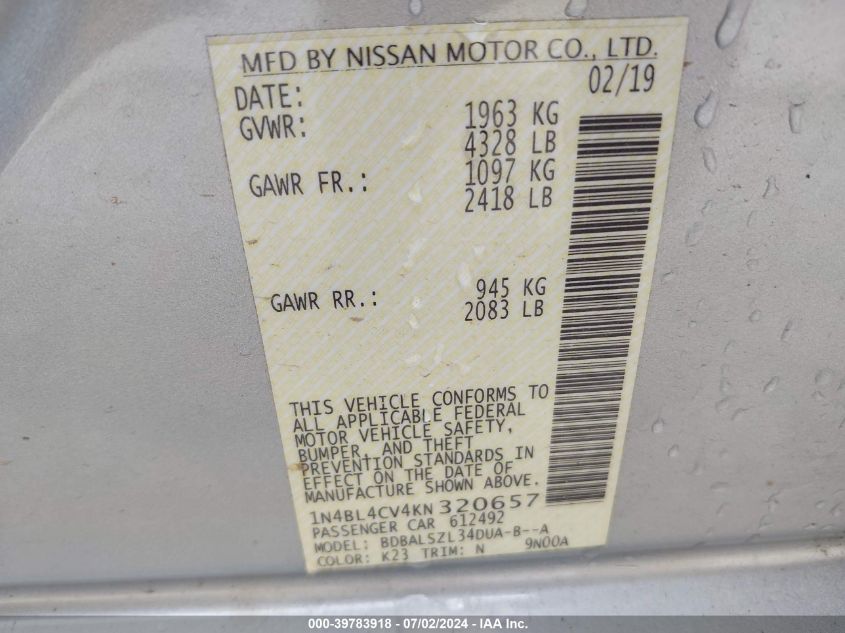 MFD BY NISSAN MOTOR CO., LTD.
DATE: 02/19
GVWR: 1963 KG
4328 LB
GAWR FR.: 1097 KG
2418 LB
GAWR RR.: 945 KG
2083 LB
THIS VEHICLE CONFORMS TO
ALL APPLICABLE FEDERAL
MOTOR VEHICLE SAFETY,
BUMPER, AND THEFT
PREVENTION STANDARDS IN
EFFECT ON THE DATE OF
MANUFACTURE SHOWN ABOVE.
1N4BL4CV4KN320657
PASSENGER CAR 612492
MODEL: BDBALSZL34DUA-B--A
COLOR: K23 TRIM: N 9N00A
000-39783918 - 07/02/2024 - IAA Inc.